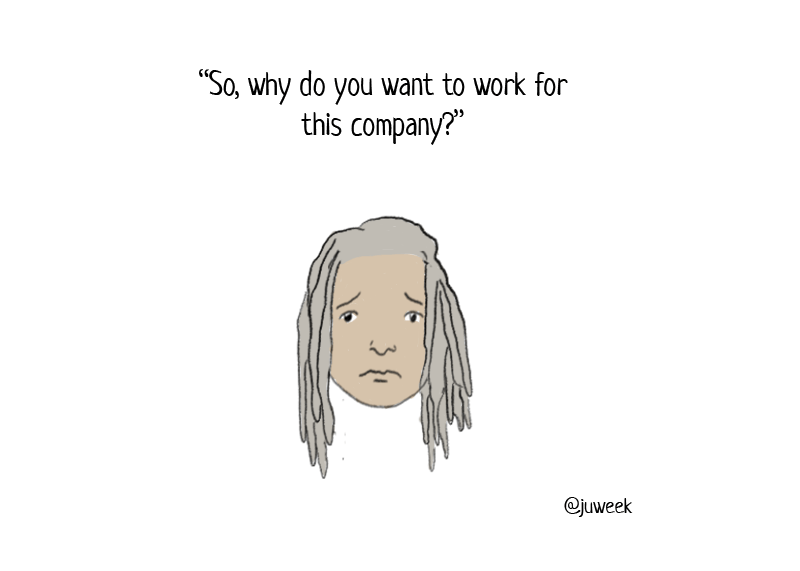 “So, why do you want to work for
this company?”
@juweek